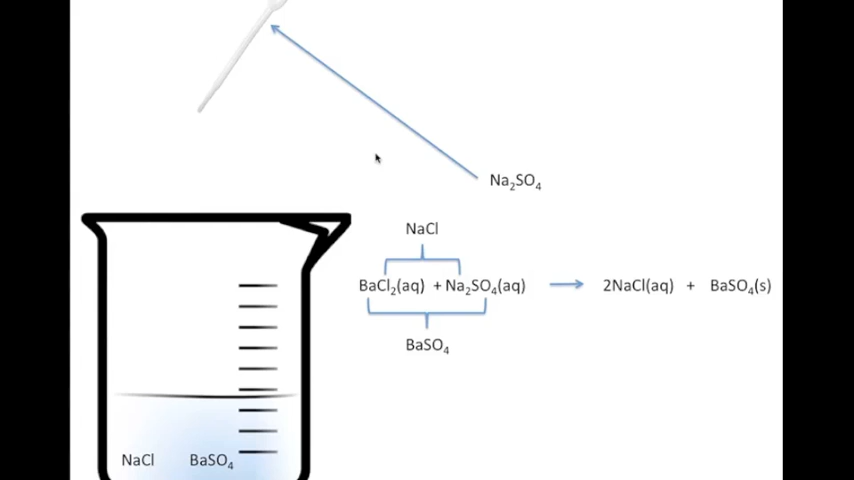 Na₂SO₄
NaCl
BaCl₂(aq) + Na₂SO₄(aq) → 2NaCl(aq) + BaSO₄(s)
BaSO₄
NaCl BaSO₄